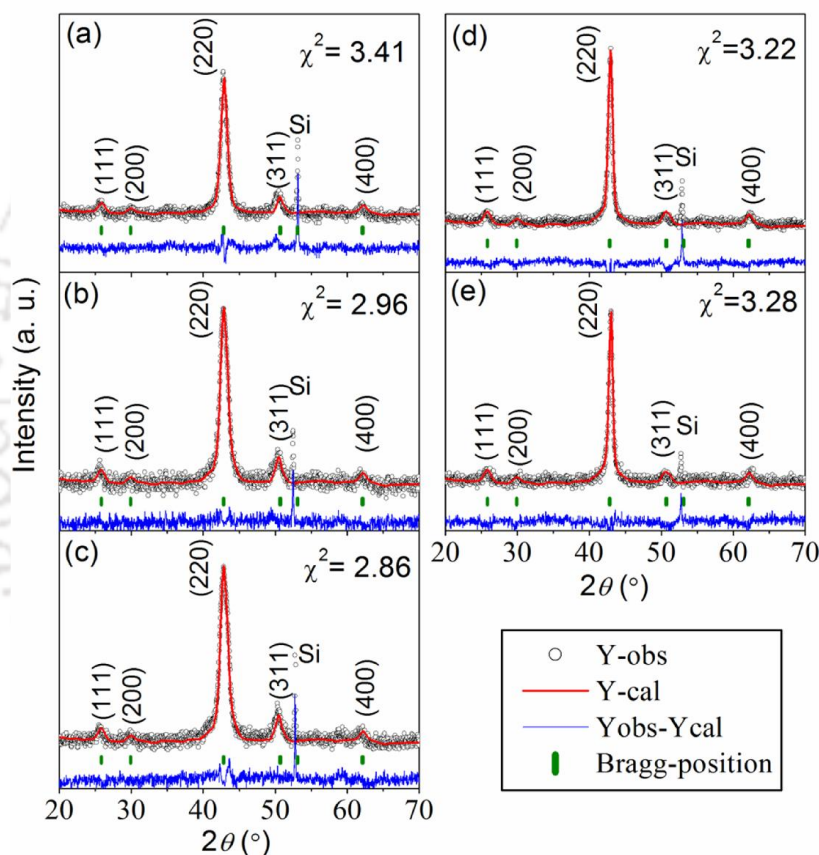 (a)
χ²= 3.41
(220)
(111)
(200)
(311)
Si
(400)
(b)
χ²= 2.96
(220)
(111)
(200)
(311)
Si
(400)
(c)
χ²= 2.86
(220)
(111)
(200)
(311)
Si
(400)
20 30 40 50 60 70
2θ (°)
Intensity (a. u.)
(d)
χ²=3.22
(220)
(111)
(200)
(311)
Si
(400)
(e)
χ²=3.28
(220)
(111)
(200)
(311)
Si
(400)
20 30 40 50 60 70
2θ (°)
Y-obs
Y-cal
Yobs-Ycal
Bragg-position